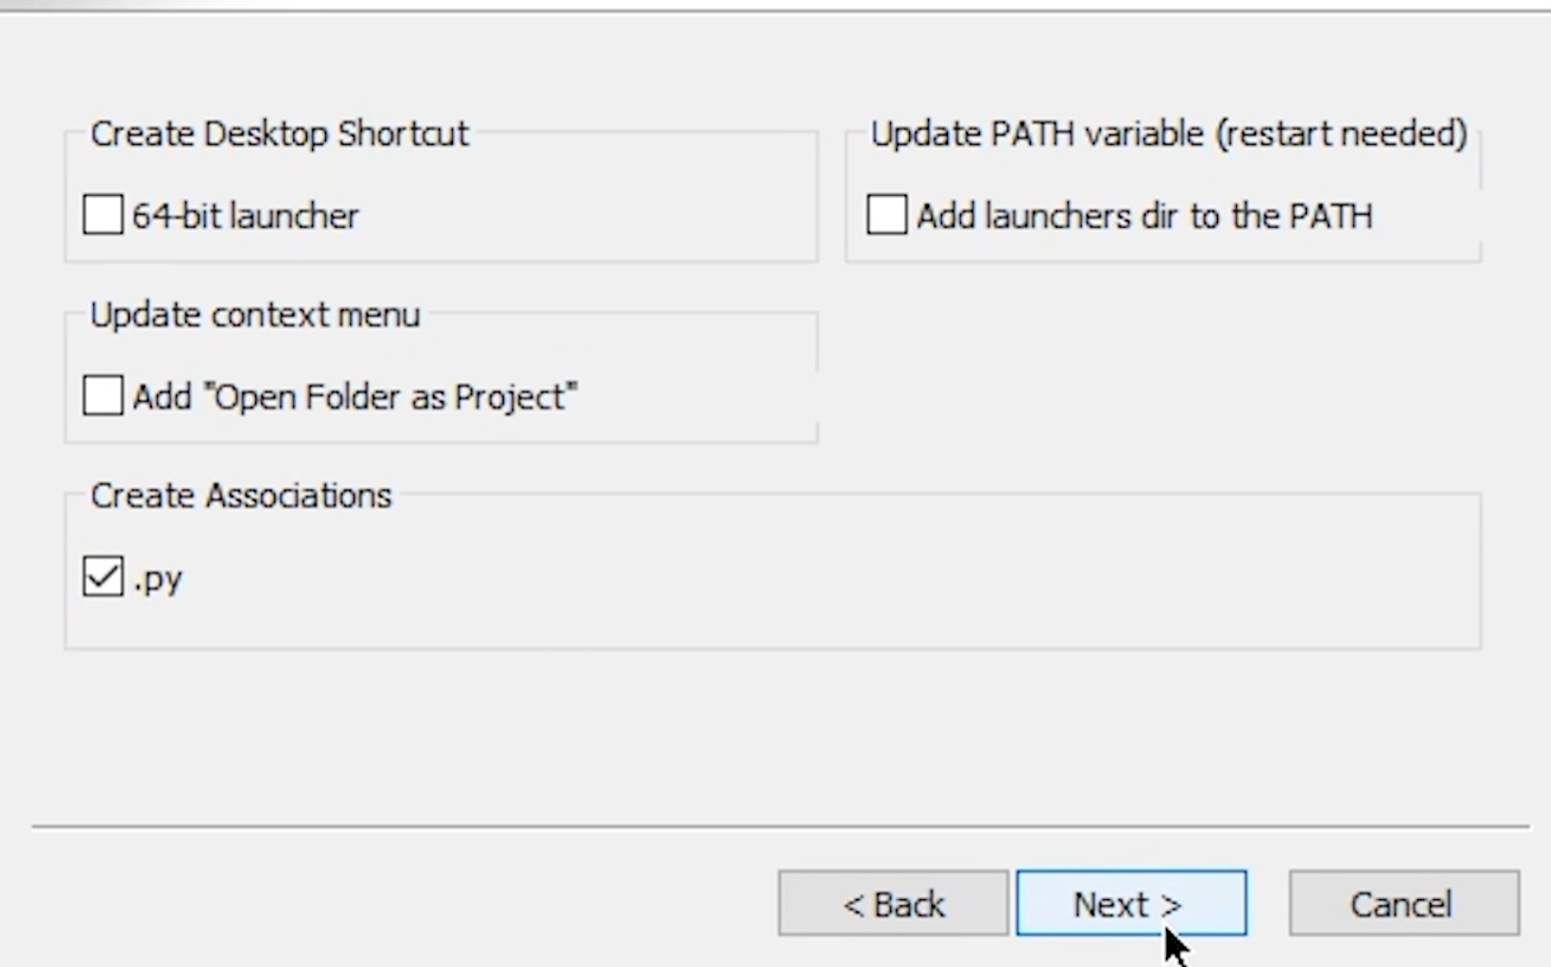 Create Desktop Shortcut
64-bit launcher
Update PATH variable (restart needed)
Add launchers dir to the PATH
Update context menu
Add "Open Folder as Project"
Create Associations
.py
< Back
Next >
Cancel